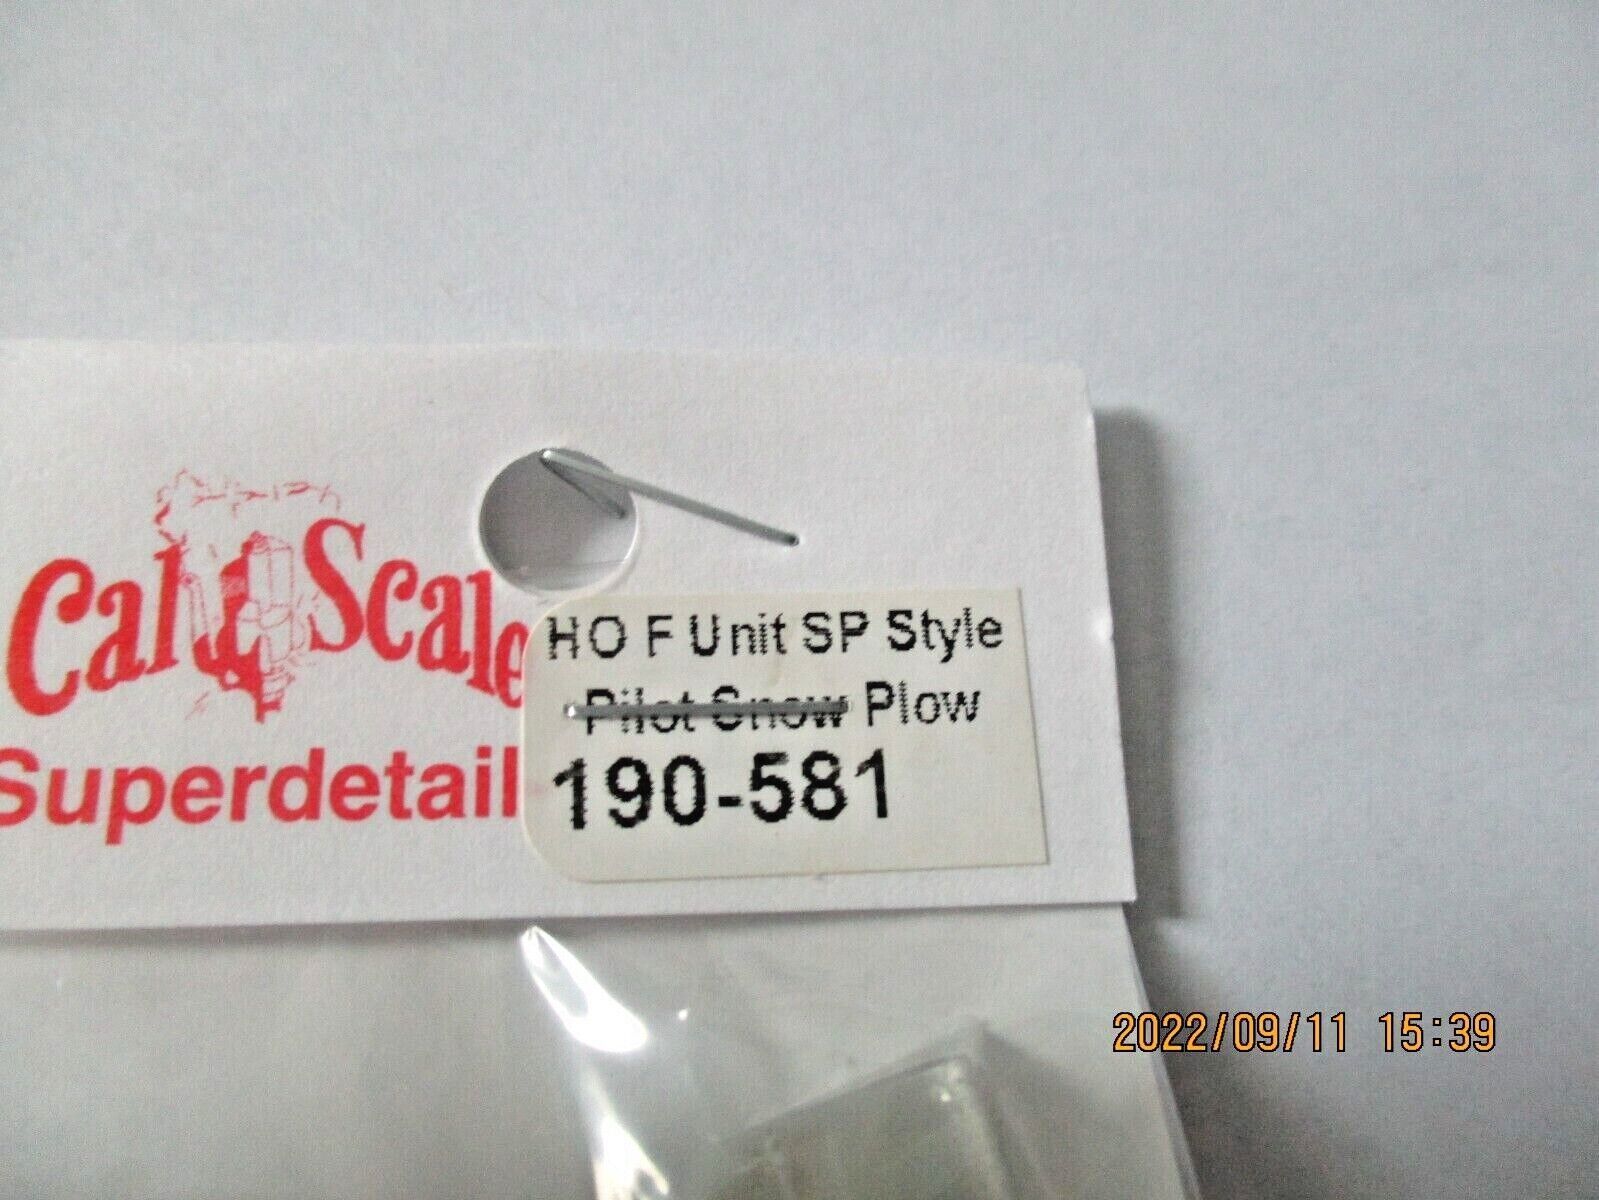 Cal Scale
Superdetail
HO F Unit SP Style
Pilot Snow Plow
190-581
2022/09/11 15:39